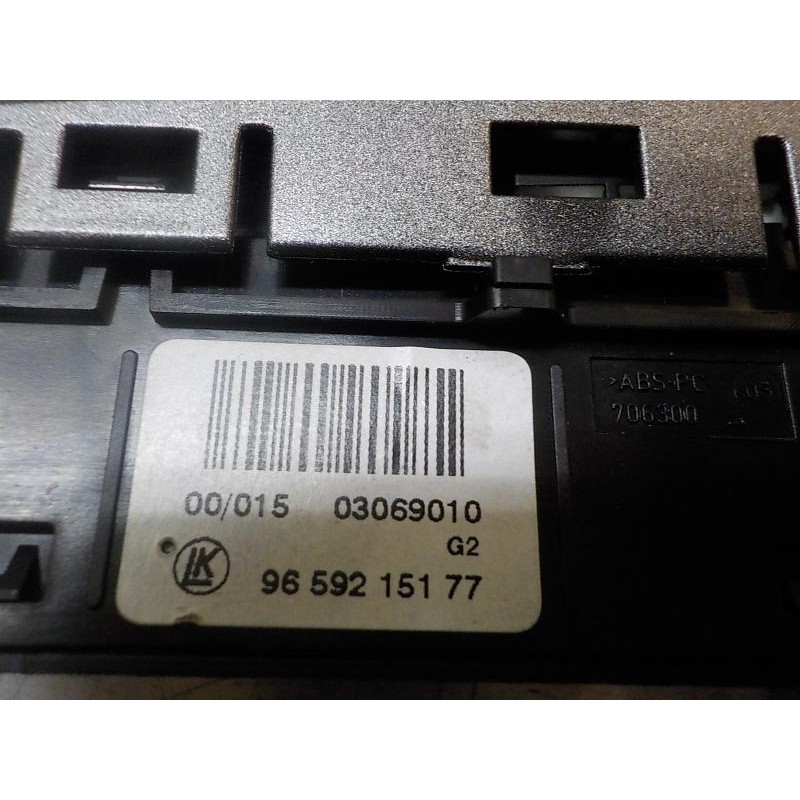 >ABS-PC
706300
00/015 03069010
G2
LK 96 592 151 77